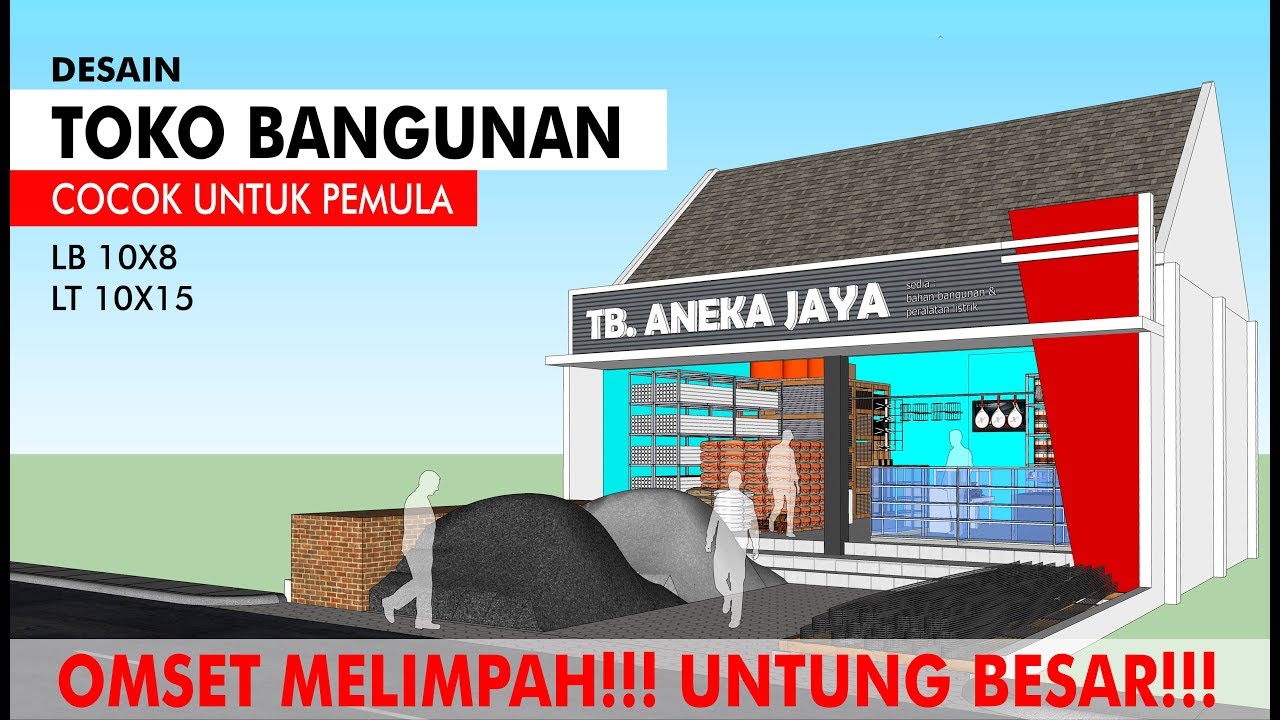 DESAIN
TOKO BANGUNAN
COCOK UNTUK PEMULA
LB 10X8
LT 10X15
TB. ANEKA JAYA
sedia
bahan bangunan &
peralatan listrik
OMSET MELIMPAH!!! UNTUNG BESAR!!!